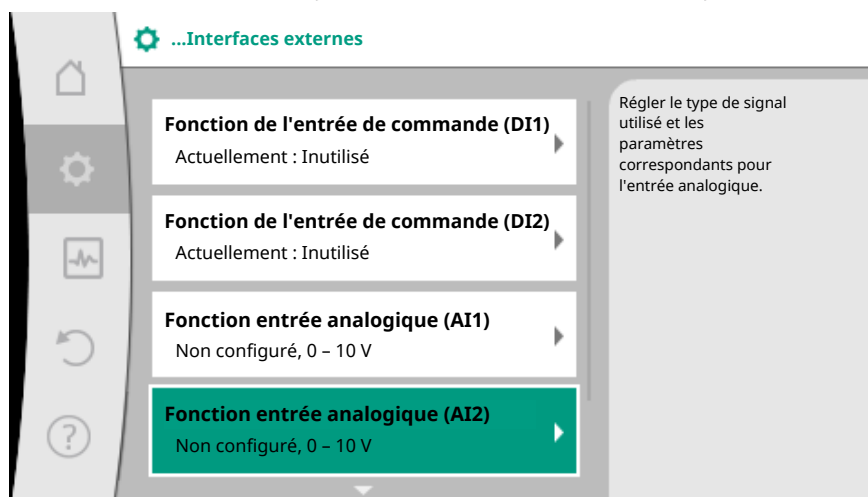 ...Interfaces externes
Fonction de l'entrée de commande (DI1)
Actuellement : Inutilisé
Fonction de l'entrée de commande (DI2)
Actuellement : Inutilisé
Fonction entrée analogique (AI1)
Non configuré, 0 – 10 V
Fonction entrée analogique (AI2)
Non configuré, 0 – 10 V
Régler le type de signal
utilisé et les
paramètres
correspondants pour
l'entrée analogique.
?